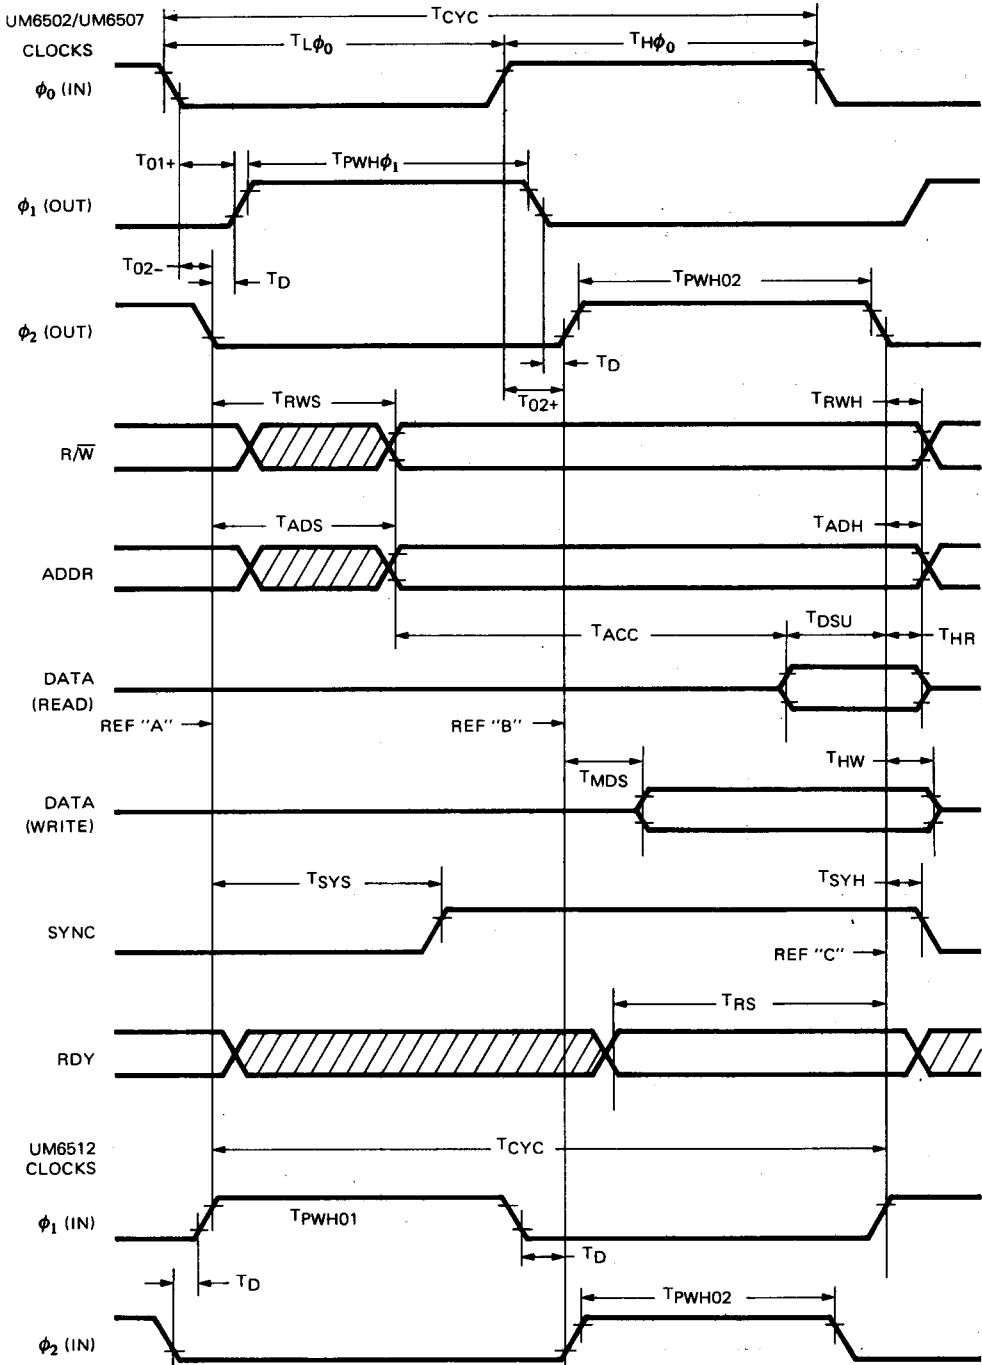 UM6502/UM6507
CLOCKS
TCYC
TLϕ0
THϕ0
ϕ0 (IN)
T01+
TPWHϕ1
ϕ1 (OUT)
T02-
TD
TPWH02
ϕ2 (OUT)
TD
T02+
TRWS
TRWH
R/W̅
TADS
TADH
ADDR
TACC
TDSU
THR
DATA
(READ)
REF "A"
REF "B"
TMDS
THW
DATA
(WRITE)
TSYS
TSYH
SYNC
REF "C"
TRS
RDY
UM6512
CLOCKS
TCYC
ϕ1 (IN)
TPWH01
TD
TD
TPWH02
ϕ2 (IN)